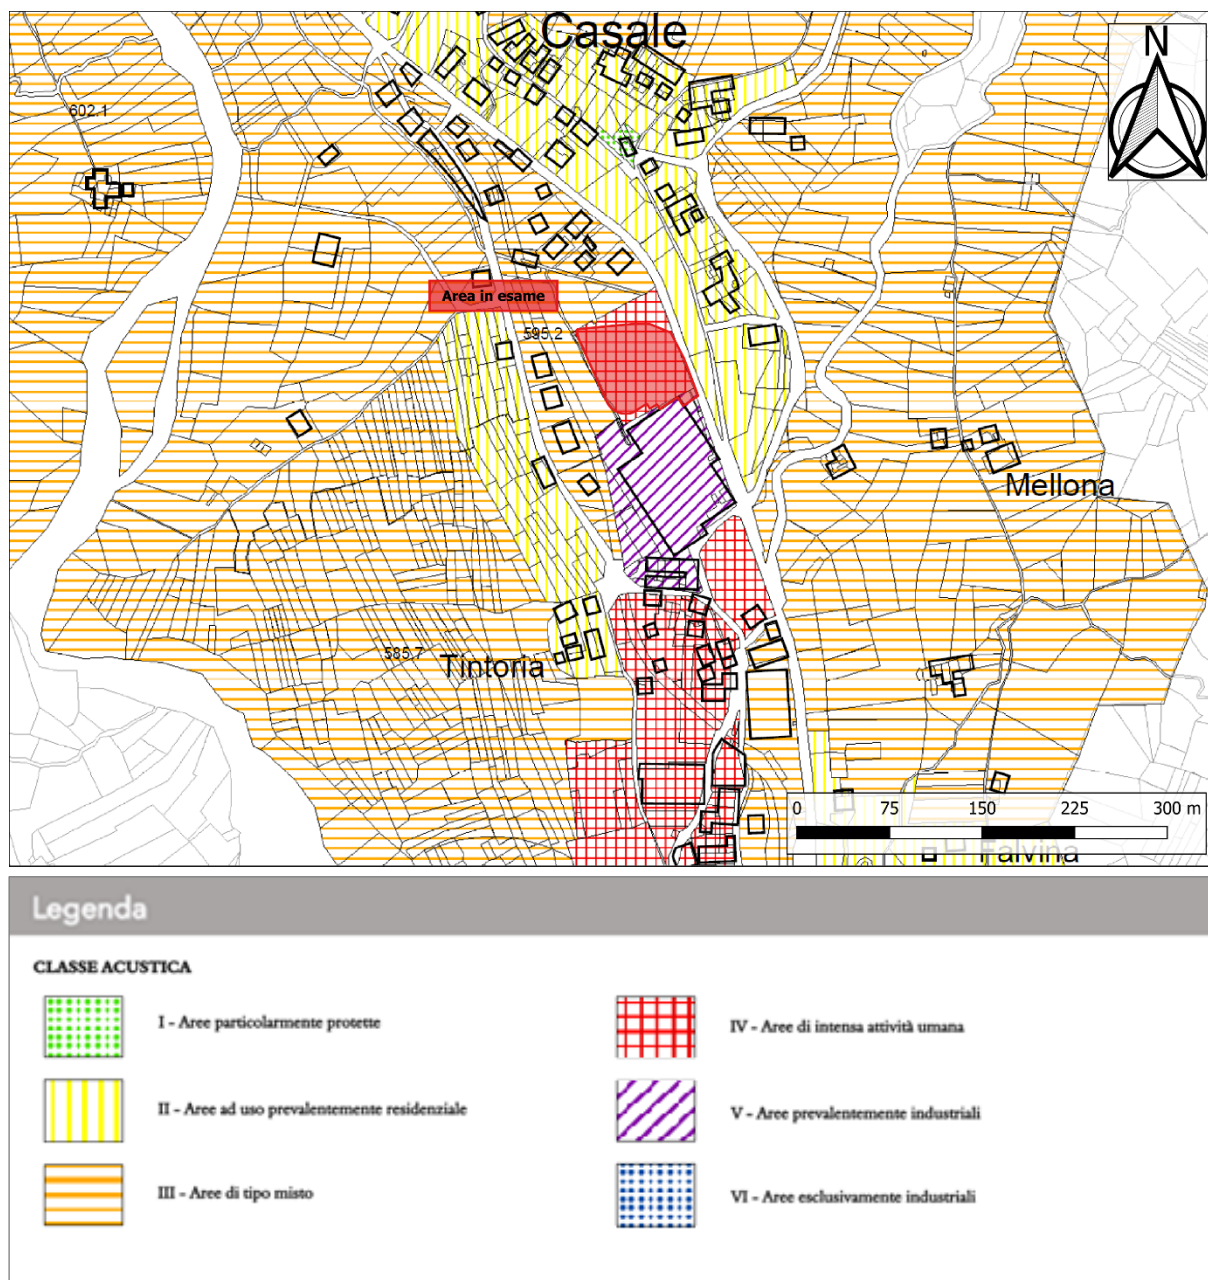 Casale
N
602.1
Area in esame
595.2
Mellona
585.7
Tintoria
0 75 150 225 300 m
Falvina
Legenda
CLASSE ACUSTICA
I - Aree particolarmente protette
IV - Aree di intensa attività umana
II - Aree ad uso prevalentemente residenziale
V - Aree prevalentemente industriali
III - Aree di tipo misto
VI - Aree esclusivamente industriali